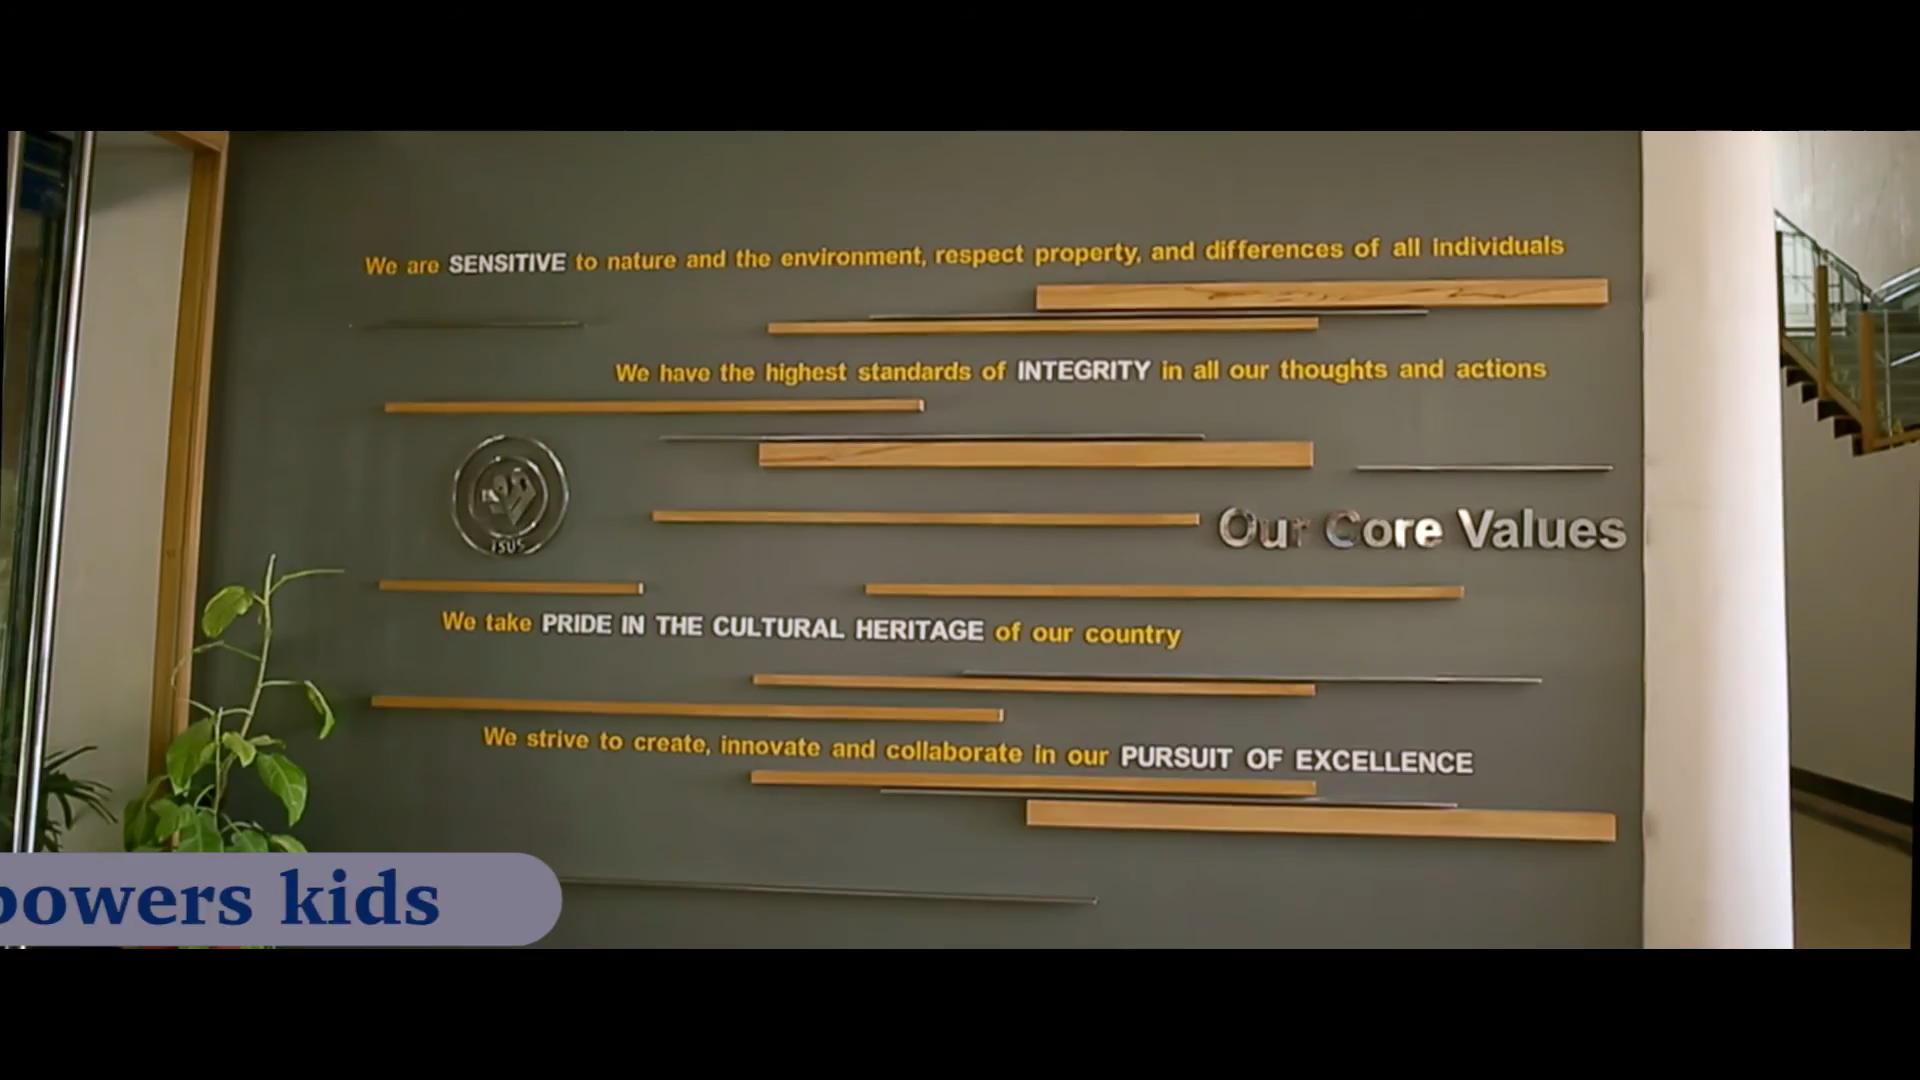 We are SENSITIVE to nature and the environment, respect property, and differences of all individuals
We have the highest standards of INTEGRITY in all our thoughts and actions
Our Core Values
We take PRIDE IN THE CULTURAL HERITAGE of our country
We strive to create, innovate and collaborate in our PURSUIT OF EXCELLENCE
powers kids